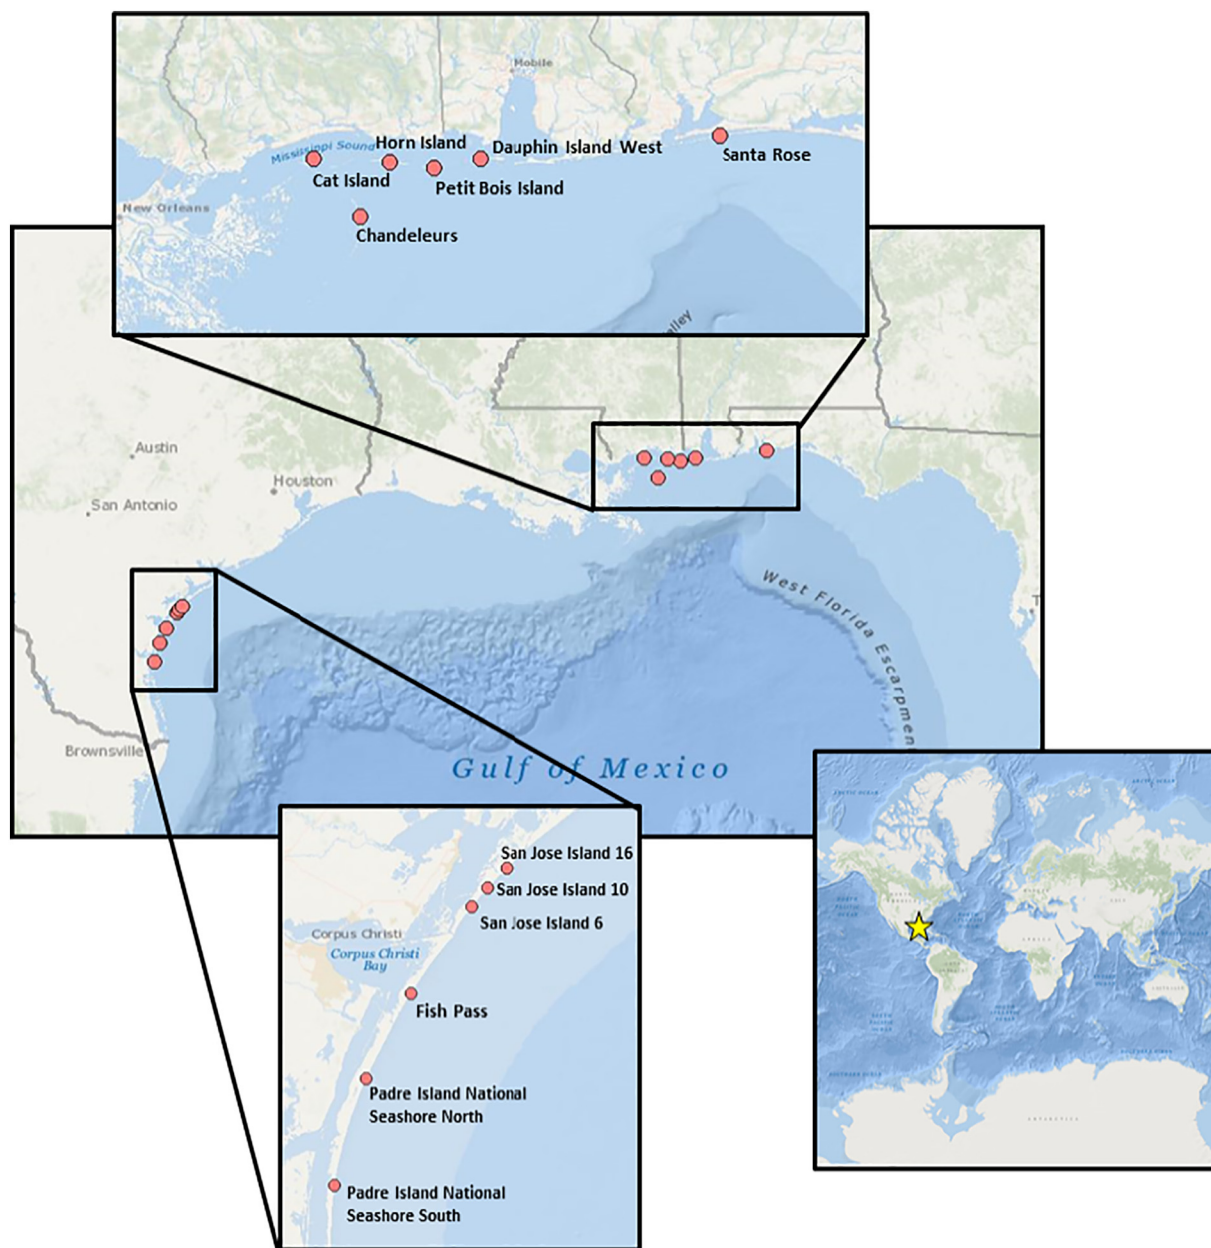 Mobile
Mississippi Sound
Horn Island
Dauphin Island West
Santa Rose
Cat Island
Petit Bois Island
New Orleans
Chandeleurs
alley
Austin
Houston
San Antonio
West Florida Escarpmen
T
Brownsville
Gulf of Mexico
San Jose Island 16
San Jose Island 10
San Jose Island 6
Corpus Christi
Corpus Christi
Bay
Fish Pass
Padre Island National
Seashore North
Padre Island National
Seashore South
ANTARCTICA